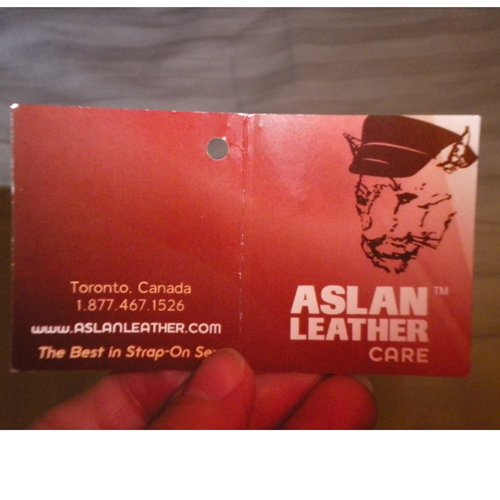 Toronto, Canada
1.877.467.1526
www.ASLANLEATHER.COM
The Best in Strap-On
ASLAN™
LEATHER
CARE